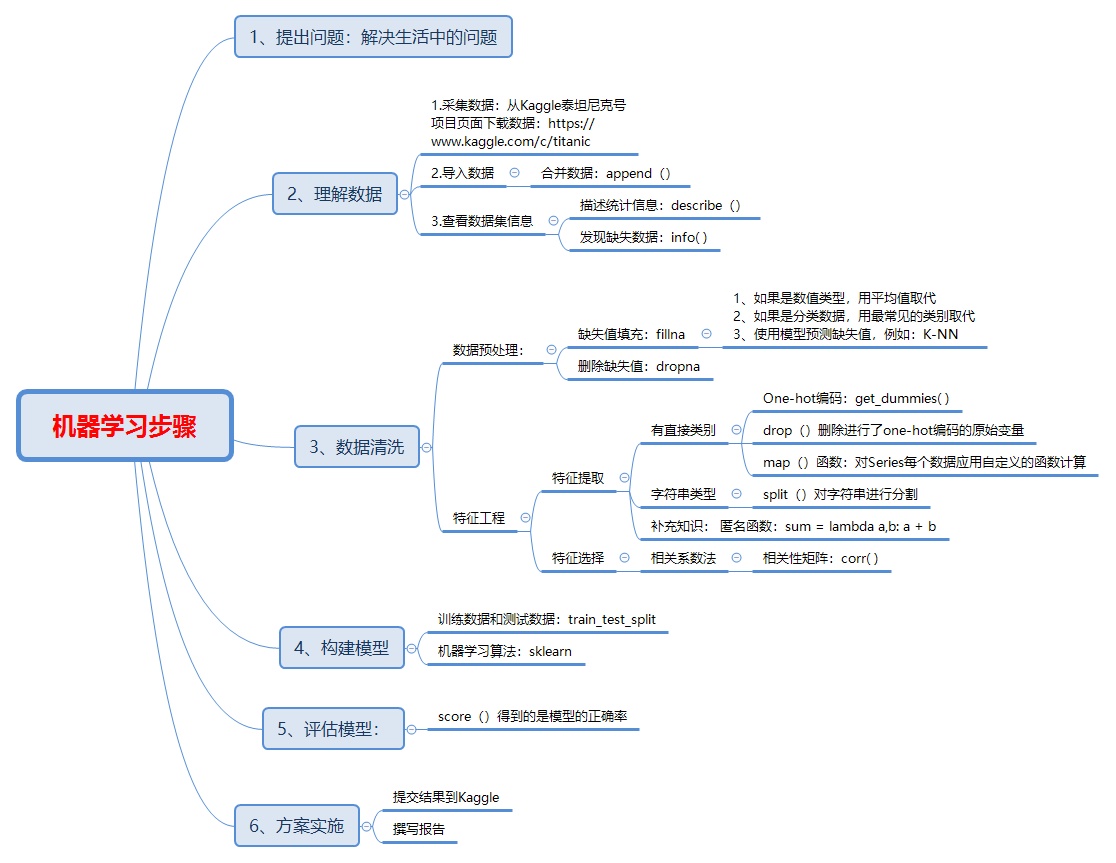 机器学习步骤
1、提出问题：解决生活中的问题
2、理解数据
1.采集数据：从Kaggle泰坦尼克号
项目页面下载数据：https://
www.kaggle.com/c/titanic
2.导入数据
合并数据：append（）
3.查看数据集信息
描述统计信息：describe（）
发现缺失数据：info( )
3、数据清洗
数据预处理：
缺失值填充：fillna
1、如果是数值类型，用平均值取代
2、如果是分类数据，用最常见的类别取代
3、使用模型预测缺失值，例如：K-NN
删除缺失值：dropna
特征工程
特征提取
有直接类别
One-hot编码：get_dummies( )
drop（）删除进行了one-hot编码的原始变量
map（）函数：对Series每个数据应用自定义的函数计算
字符串类型
split（）对字符串进行分割
补充知识： 匿名函数：sum = lambda a,b: a + b
特征选择
相关系数法
相关性矩阵：corr( )
4、构建模型
训练数据和测试数据：train_test_split
机器学习算法：sklearn
5、评估模型：
score（）得到的是模型的正确率
6、方案实施
提交结果到Kaggle
撰写报告